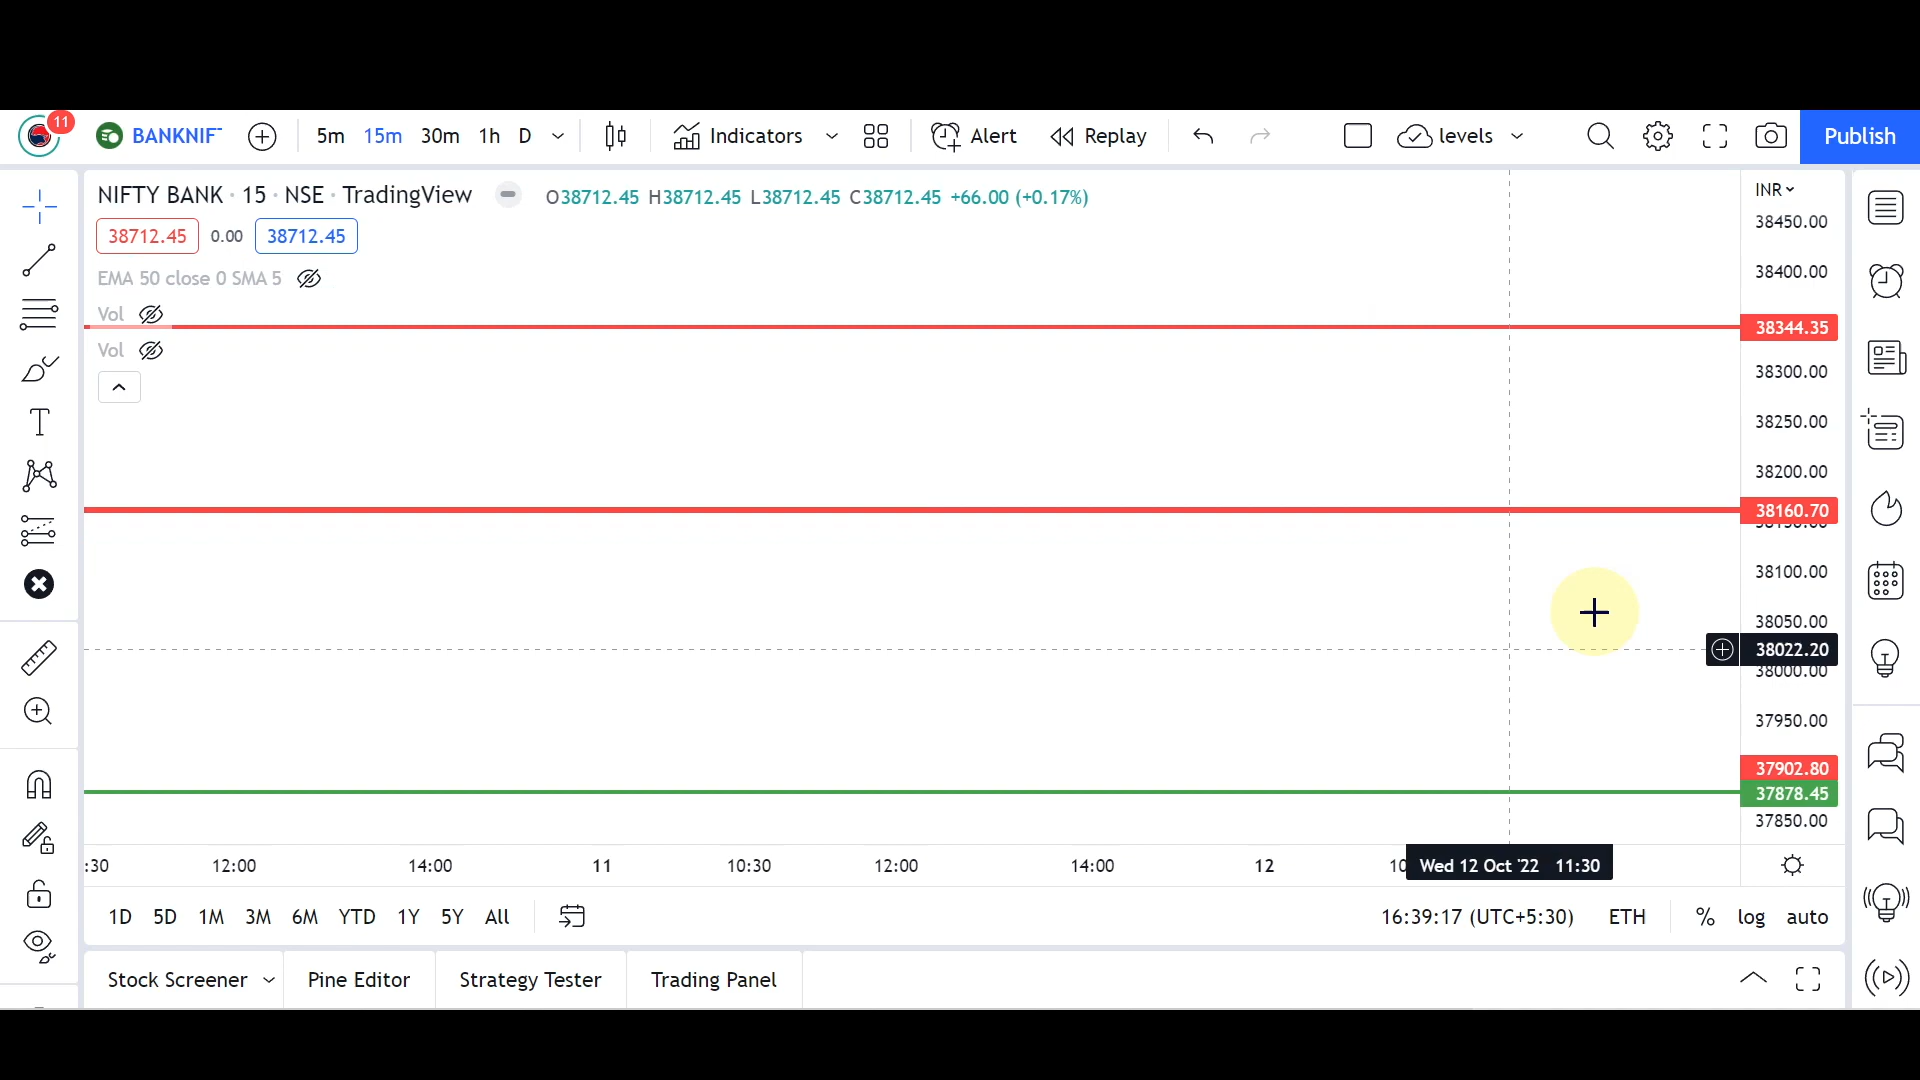 11
BANKNIF
5m 15m 30m 1h D Indicators Alert Replay levels Publish
NIFTY BANK · 15 · NSE · TradingView O38712.45 H38712.45 L38712.45 C38712.45 +66.00 (+0.17%)
INR
38712.45 0.00 38712.45
EMA 50 close 0 SMA 5
Vol
Vol
38450.00
38400.00
38344.35
38300.00
38250.00
38200.00
38160.70
38100.00
38050.00
38022.20
38000.00
37950.00
37902.80
37878.45
37850.00
:30 12:00 14:00 11 10:30 12:00 14:00 12 Wed 12 Oct '22 11:30
1D 5D 1M 3M 6M YTD 1Y 5Y All 16:39:17 (UTC+5:30) ETH % log auto
Stock Screener Pine Editor Strategy Tester Trading Panel